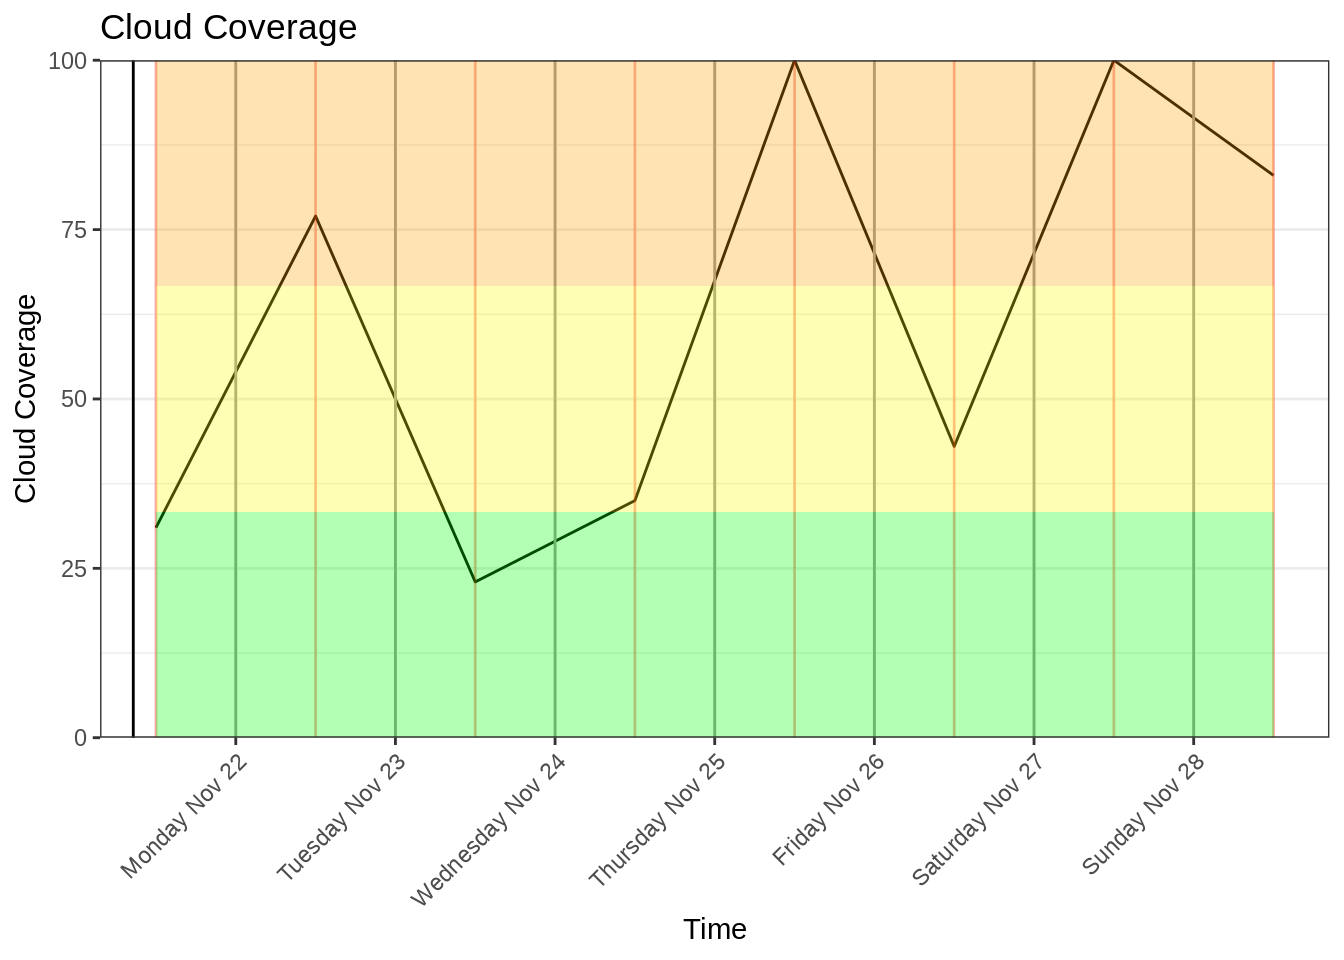 Cloud Coverage
100
75
50
25
0
Cloud Coverage
Monday Nov 22
Tuesday Nov 23
Wednesday Nov 24
Thursday Nov 25
Friday Nov 26
Saturday Nov 27
Sunday Nov 28
Time